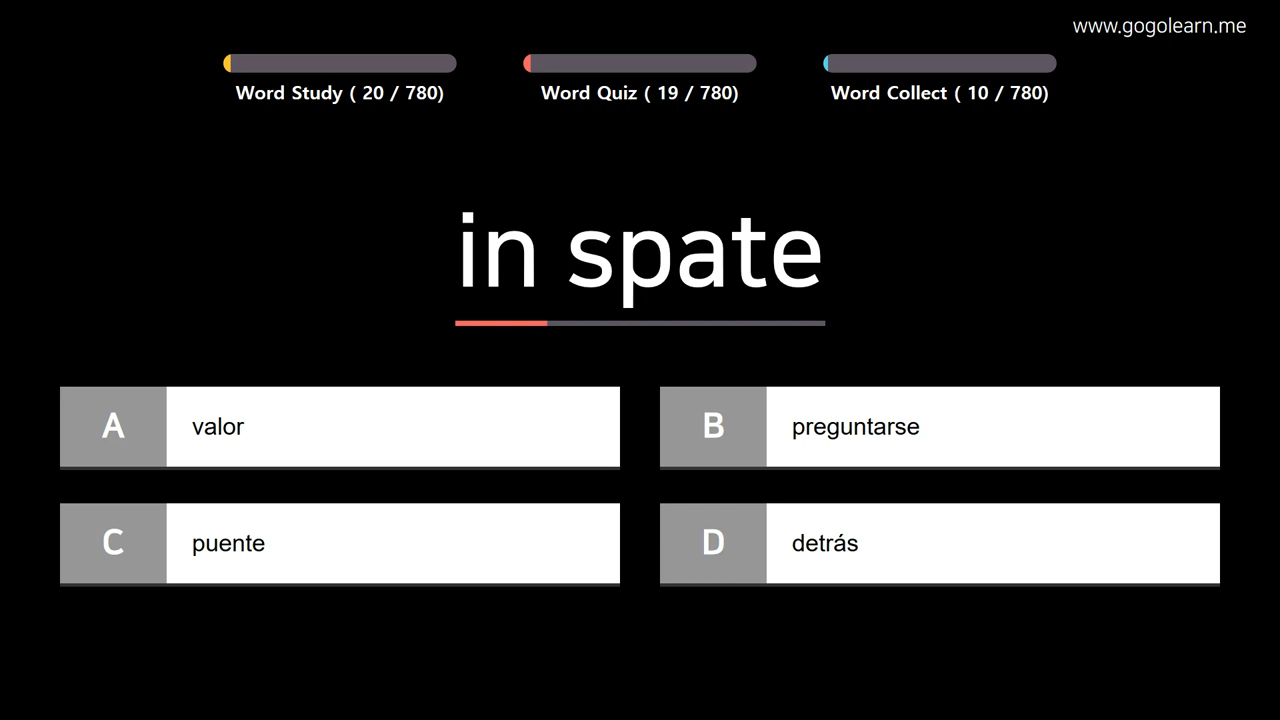 www.gogolearn.me
Word Study ( 20 / 780)
Word Quiz ( 19 / 780)
Word Collect ( 10 / 780)
in spate
A valor
B preguntarse
C puente
D detrás